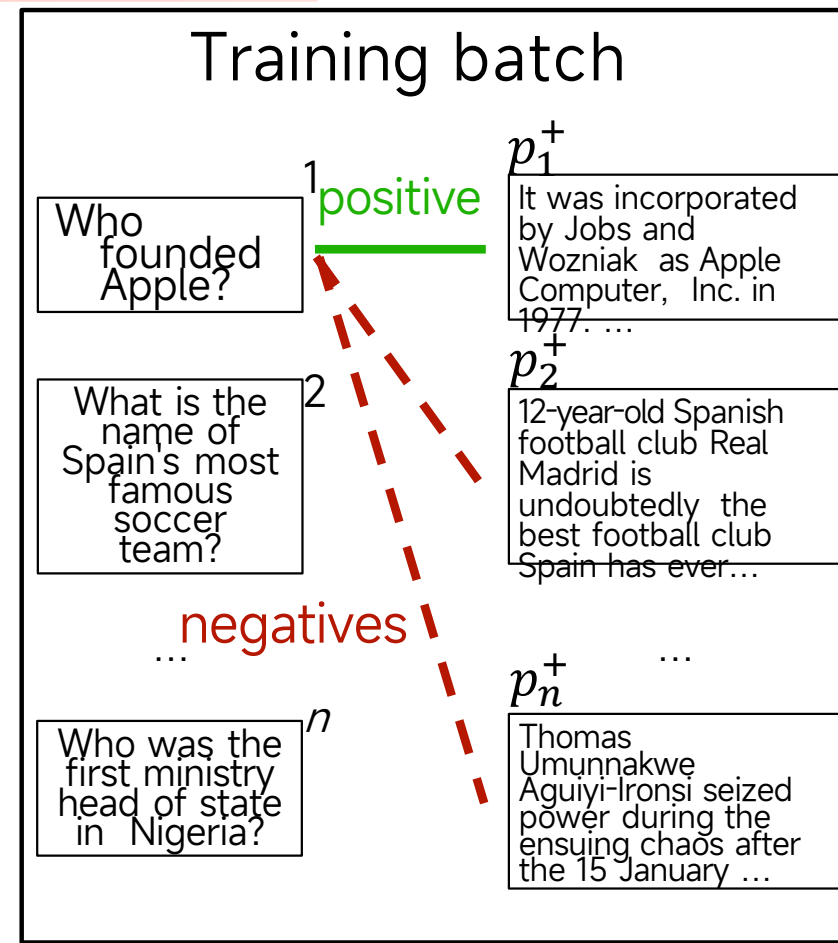 Training batch
1
positive
p₁⁺
Who
founded
Apple?
It was incorporated
by Jobs and
Wozniak as Apple
Computer, Inc. in
1977. ...
2
p₂⁺
What is the
name of
Spain's most
famous
soccer
team?
12-year-old Spanish
football club Real
Madrid is
undoubtedly the
best football club
Spain has ever...
negatives
...
...
n
pₙ⁺
Who was the
first ministry
head of state
in Nigeria?
Thomas
Umunnakwe
Aguiyi-Ironsi seized
power during the
ensuing chaos after
the 15 January ...